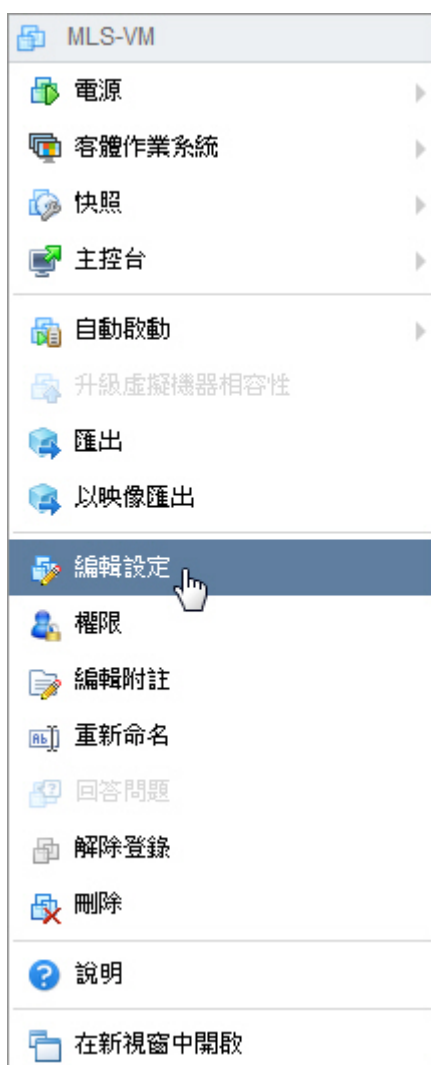 MLS-VM
電源
客體作業系統
快照
主控台
自動啟動
升級虛擬機器相容性
匯出
以映像匯出
編輯設定
權限
編輯附註
重新命名
回答問題
解除登錄
刪除
說明
在新視窗中開啟